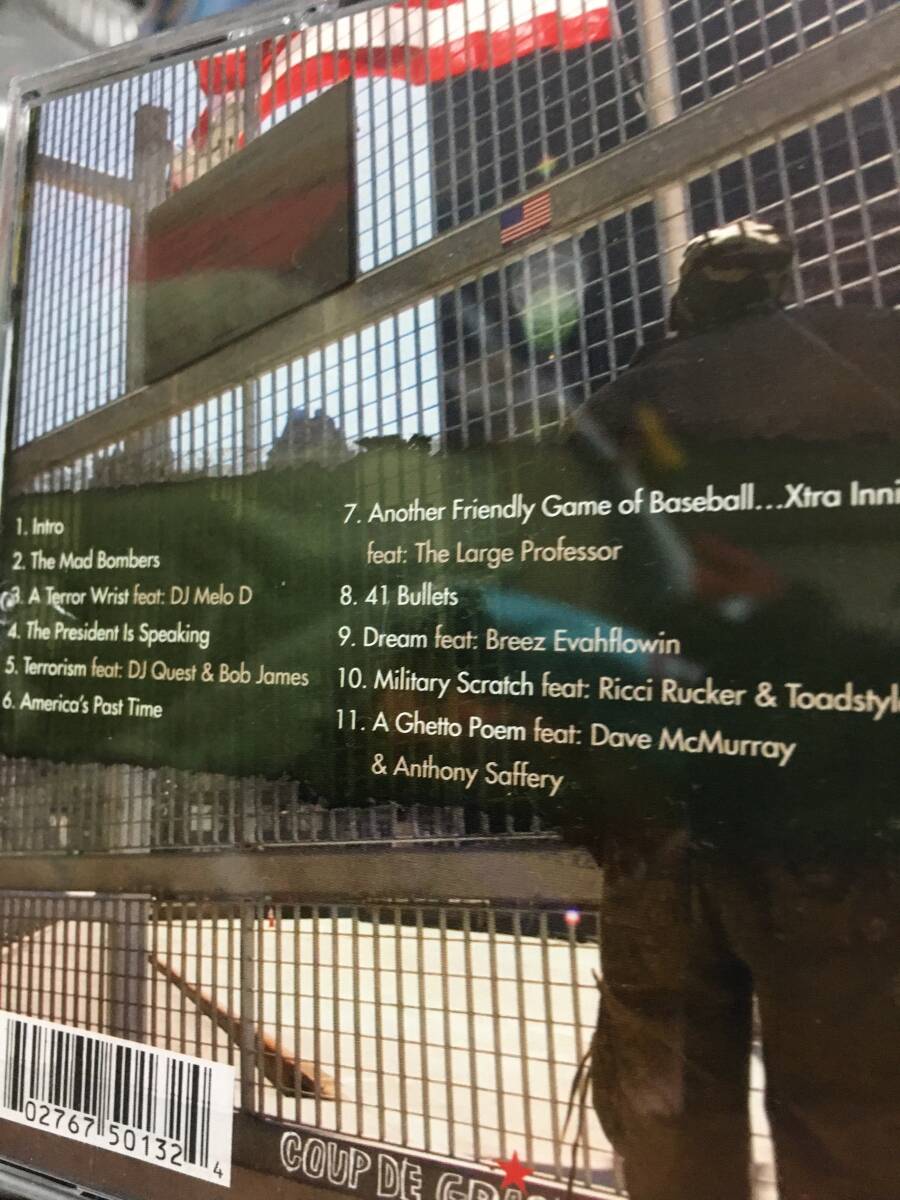 1. Intro
2. The Mad Bombers
3. A Terror Wrist feat: DJ Melo D
4. The President Is Speaking
5. Terrorism feat: DJ Quest & Bob James
6. America's Past Time
7. Another Friendly Game of Baseball...Xtra Inni
feat: The Large Professor
8. 41 Bullets
9. Dream feat: Breez Evahflowin
10. Military Scratch feat: Ricci Rucker & Toadstyl
11. A Ghetto Poem feat: Dave McMurray
& Anthony Saffery
02767 50132 4
COUP DE GRA